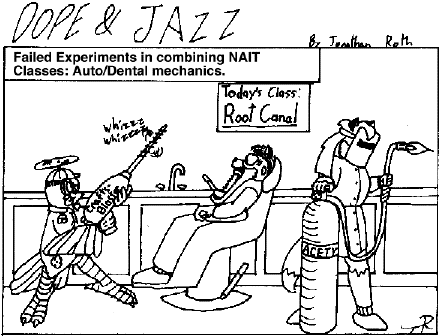 DOPE & JAZZ
By Jonathan Roth
Failed Experiments in combining NAIT
Classes: Auto/Dental mechanics.
Today's Class:
Root Canal
whizzz
ACETY